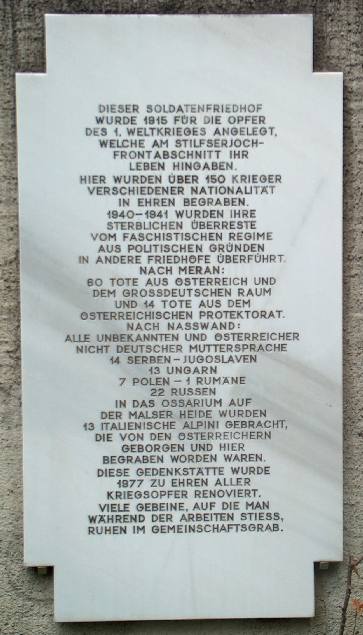 DIESER SOLDATENFRIEDHOF
WURDE 1915 FÜR DIE OPFER
DES 1. WELTKRIEGES ANGELEGT,
WELCHE AM STILFSERJOCH-
FRONTABSCHNITT IHR
LEBEN HINGABEN.
HIER WURDEN ÜBER 150 KRIEGER
VERSCHIEDENER NATIONALITÄT
IN EHREN BEGRABEN.
1940-1941 WURDEN IHRE
STERBLICHEN ÜBERRESTE
VOM FASCHISTISCHEN REGIME
AUS POLITISCHEN GRÜNDEN
IN ANDERE FRIEDHÖFE ÜBERFÜHRT.
NACH MERAN:
60 TOTE AUS ÖSTERREICH UND
DEM GROSSDEUTSCHEN RAUM
UND 14 TOTE AUS DEM
ÖSTERREICHISCHEN PROTEKTORAT.
NACH NASSWAND:
ALLE UNBEKANNTEN UND ÖSTERREICHER
NICHT DEUTSCHER MUTTERSPRACHE
14 SERBEN-JUGOSLAVEN
13 UNGARN
7 POLEN - 1 RUMÄNE
22 RUSSEN
IN DAS OSSARIUM AUF
DER MALSER HEIDE WURDEN
13 ITALIENISCHE ALPINI GEBRACHT,
DIE VON DEN ÖSTERREICHERN
GEBORGEN UND HIER
BEGRABEN WORDEN WAREN.
DIESE GEDENKSTÄTTE WURDE
1977 ZU EHREN ALLER
KRIEGSOPFER RENOVIERT.
VIELE GEBEINE, AUF DIE MAN
WÄHREND DER ARBEITEN STIESS,
RUHEN IM GEMEINSCHAFTSGRAB.